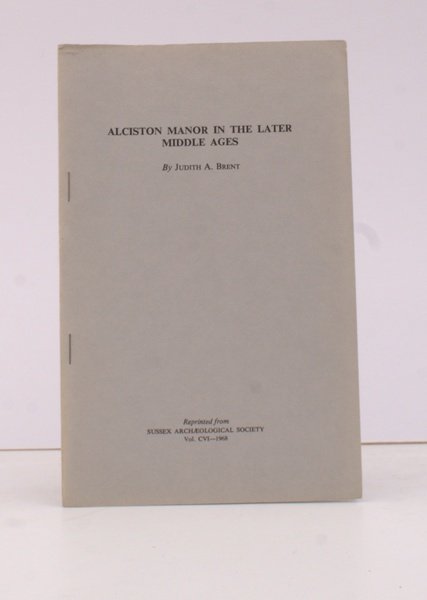 ALCISTON MANOR IN THE LATER
MIDDLE AGES
By JUDITH A. BRENT
Reprinted from
SUSSEX ARCHÆOLOGICAL SOCIETY
Vol. CVI—1968